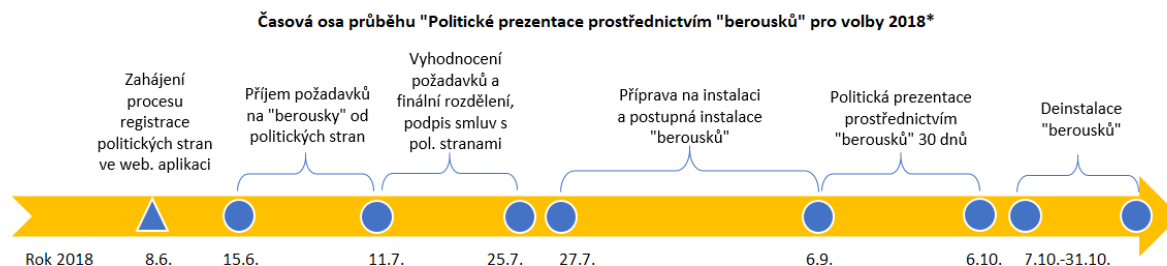 Časová osa průběhu "Politické prezentace prostřednictvím "berousků" pro volby 2018*
Zahájení
procesu
registrace
politických stran
ve web. aplikaci
Příjem požadavků
na "berousky" od
politických stran
Vyhodnocení
požadavků a
finální rozdělení,
podpis smluv s
pol. stranami
Příprava na instalaci
a postupná instalace
"berousků"
Politická prezentace
prostřednictvím
"berousků" 30 dnů
Deinstalace
"berousků"
Rok 2018 8.6. 15.6. 11.7. 25.7. 27.7. 6.9. 6.10. 7.10.-31.10.